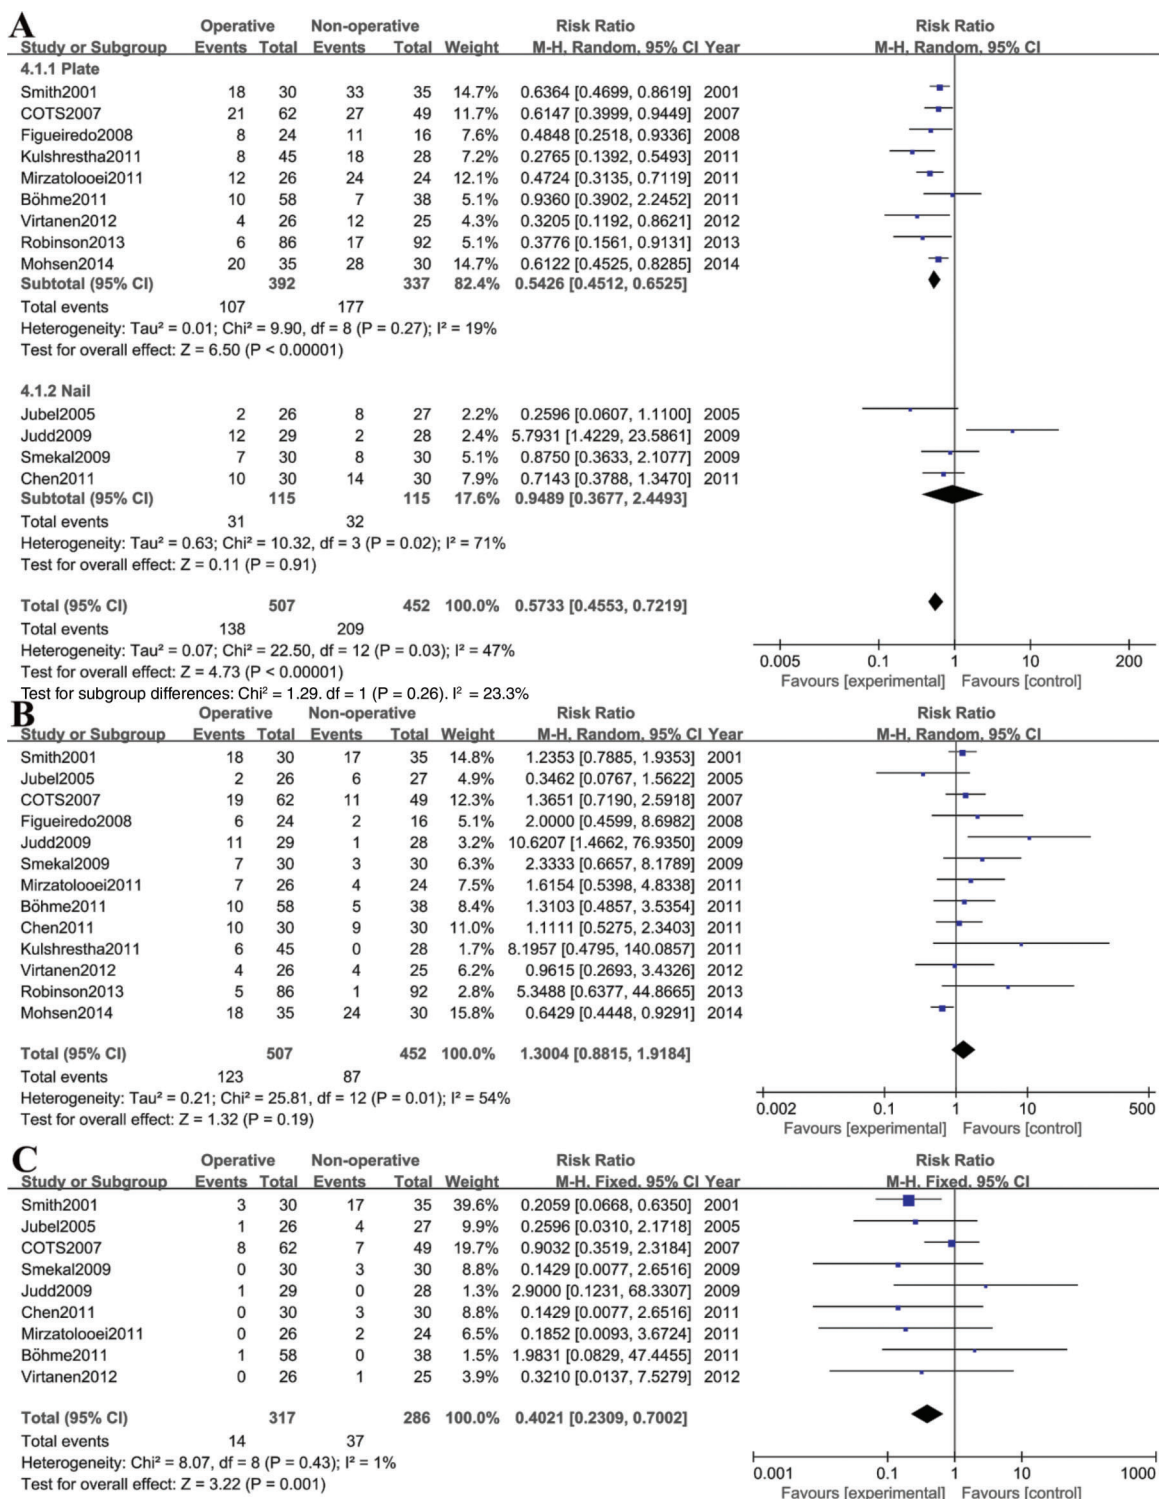 A
Operative Non-operative Risk Ratio Risk Ratio
Study or Subgroup Events Total Events Total Weight M-H, Random, 95% CI Year M-H, Random, 95% CI
4.1.1 Plate
Smith2001 18 30 33 35 14.7% 0.6364 [0.4699, 0.8619] 2001
COTS2007 21 62 27 49 11.7% 0.6147 [0.3999, 0.9449] 2007
Figueiredo2008 8 24 11 16 7.6% 0.4848 [0.2518, 0.9336] 2008
Kulshrestha2011 8 45 18 28 7.2% 0.2765 [0.1392, 0.5493] 2011
Mirzatolooei2011 12 26 24 24 12.1% 0.4724 [0.3135, 0.7119] 2011
Böhme2011 10 58 7 38 5.1% 0.9360 [0.3902, 2.2452] 2011
Virtanen2012 4 26 12 25 4.3% 0.3205 [0.1192, 0.8621] 2012
Robinson2013 6 86 17 92 5.1% 0.3776 [0.1561, 0.9131] 2013
Mohsen2014 20 35 28 30 14.7% 0.6122 [0.4525, 0.8285] 2014
Subtotal (95% CI) 392 337 82.4% 0.5426 [0.4512, 0.6525]
Total events 107 177
Heterogeneity: Tau² = 0.01; Chi² = 9.90, df = 8 (P = 0.27); I² = 19%
Test for overall effect: Z = 6.50 (P < 0.00001)
4.1.2 Nail
Jubel2005 2 26 8 27 2.2% 0.2596 [0.0607, 1.1100] 2005
Judd2009 12 29 2 28 2.4% 5.7931 [1.4229, 23.5861] 2009
Smekal2009 7 30 8 30 5.1% 0.8750 [0.3633, 2.1077] 2009
Chen2011 10 30 14 30 7.9% 0.7143 [0.3788, 1.3470] 2011
Subtotal (95% CI) 115 115 17.6% 0.9489 [0.3677, 2.4493]
Total events 31 32
Heterogeneity: Tau² = 0.63; Chi² = 10.32, df = 3 (P = 0.02); I² = 71%
Test for overall effect: Z = 0.11 (P = 0.91)
Total (95% CI) 507 452 100.0% 0.5733 [0.4553, 0.7219]
Total events 138 209
Heterogeneity: Tau² = 0.07; Chi² = 22.50, df = 12 (P = 0.03); I² = 47%
Test for overall effect: Z = 4.73 (P < 0.00001)
Test for subgroup differences: Chi² = 1.29. df = 1 (P = 0.26). I² = 23.3%
0.005 0.1 1 10 200
Favours [experimental] Favours [control]
B
Operative Non-operative Risk Ratio Risk Ratio
Study or Subgroup Events Total Events Total Weight M-H, Random, 95% CI Year M-H, Random, 95% CI
Smith2001 18 30 17 35 14.8% 1.2353 [0.7885, 1.9353] 2001
Jubel2005 2 26 6 27 4.9% 0.3462 [0.0767, 1.5622] 2005
COTS2007 19 62 11 49 12.3% 1.3651 [0.7190, 2.5918] 2007
Figueiredo2008 6 24 2 16 5.1% 2.0000 [0.4599, 8.6982] 2008
Judd2009 11 29 1 28 3.2% 10.6207 [1.4662, 76.9350] 2009
Smekal2009 7 30 3 30 6.3% 2.3333 [0.6657, 8.1789] 2009
Mirzatolooei2011 7 26 4 24 7.5% 1.6154 [0.5398, 4.8338] 2011
Böhme2011 10 58 5 38 8.4% 1.3103 [0.4857, 3.5354] 2011
Chen2011 10 30 9 30 11.0% 1.1111 [0.5275, 2.3403] 2011
Kulshrestha2011 6 45 0 28 1.7% 8.1957 [0.4795, 140.0857] 2011
Virtanen2012 4 26 4 25 6.2% 0.9615 [0.2693, 3.4326] 2012
Robinson2013 5 86 1 92 2.8% 5.3488 [0.6377, 44.8665] 2013
Mohsen2014 18 35 24 30 15.8% 0.6429 [0.4448, 0.9291] 2014
Total (95% CI) 507 452 100.0% 1.3004 [0.8815, 1.9184]
Total events 123 87
Heterogeneity: Tau² = 0.21; Chi² = 25.81, df = 12 (P = 0.01); I² = 54%
Test for overall effect: Z = 1.32 (P = 0.19)
0.002 0.1 1 10 500
Favours [experimental] Favours [control]
C
Operative Non-operative Risk Ratio Risk Ratio
Study or Subgroup Events Total Events Total Weight M-H, Fixed, 95% CI Year M-H, Fixed, 95% CI
Smith2001 3 30 17 35 39.6% 0.2059 [0.0668, 0.6350] 2001
Jubel2005 1 26 4 27 9.9% 0.2596 [0.0310, 2.1718] 2005
COTS2007 8 62 7 49 19.7% 0.9032 [0.3519, 2.3184] 2007
Smekal2009 0 30 3 30 8.8% 0.1429 [0.0077, 2.6516] 2009
Judd2009 1 29 0 28 1.3% 2.9000 [0.1231, 68.3307] 2009
Chen2011 0 30 3 30 8.8% 0.1429 [0.0077, 2.6516] 2011
Mirzatolooei2011 0 26 2 24 6.5% 0.1852 [0.0093, 3.6724] 2011
Böhme2011 1 58 0 38 1.5% 1.9831 [0.0829, 47.4455] 2011
Virtanen2012 0 26 1 25 3.9% 0.3210 [0.0137, 7.5279] 2012
Total (95% CI) 317 286 100.0% 0.4021 [0.2309, 0.7002]
Total events 14 37
Heterogeneity: Chi² = 8.07, df = 8 (P = 0.43); I² = 1%
Test for overall effect: Z = 3.22 (P = 0.001)
0.001 0.1 1 10 1000
Favours [experimental] Favours [control]